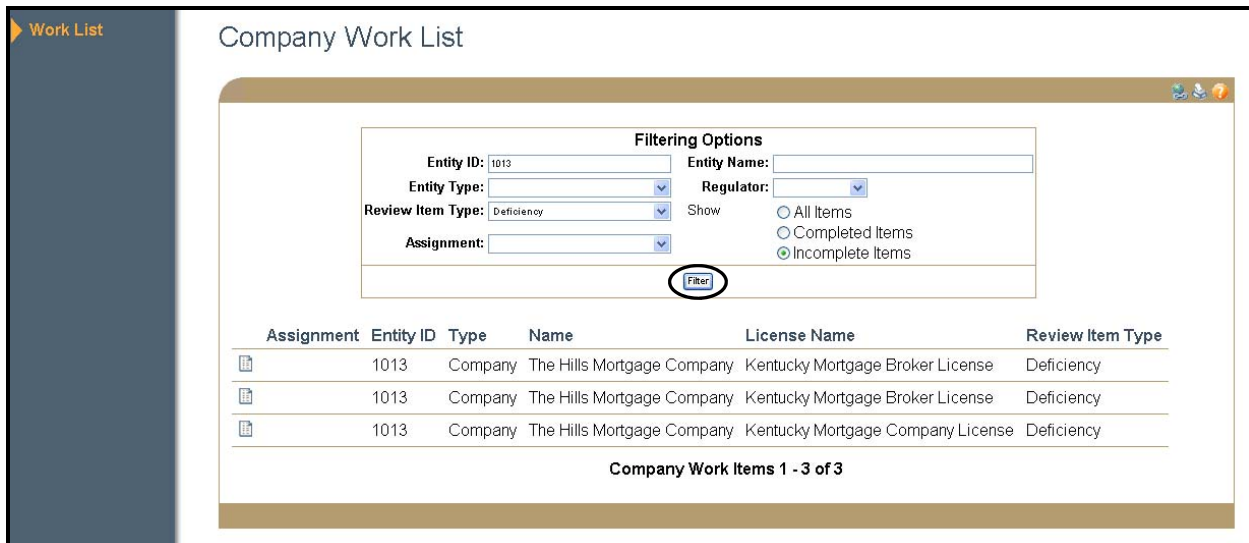 Work List
Company Work List
Filtering Options
Entity ID: 1013 Entity Name:
Entity Type: Regulator:
Review Item Type: Deficiency Show All Items
Completed Items
Assignment: Incomplete Items
Filter
Assignment Entity ID Type Name License Name Review Item Type
1013 Company The Hills Mortgage Company Kentucky Mortgage Broker License Deficiency
1013 Company The Hills Mortgage Company Kentucky Mortgage Broker License Deficiency
1013 Company The Hills Mortgage Company Kentucky Mortgage Company License Deficiency
Company Work Items 1 - 3 of 3